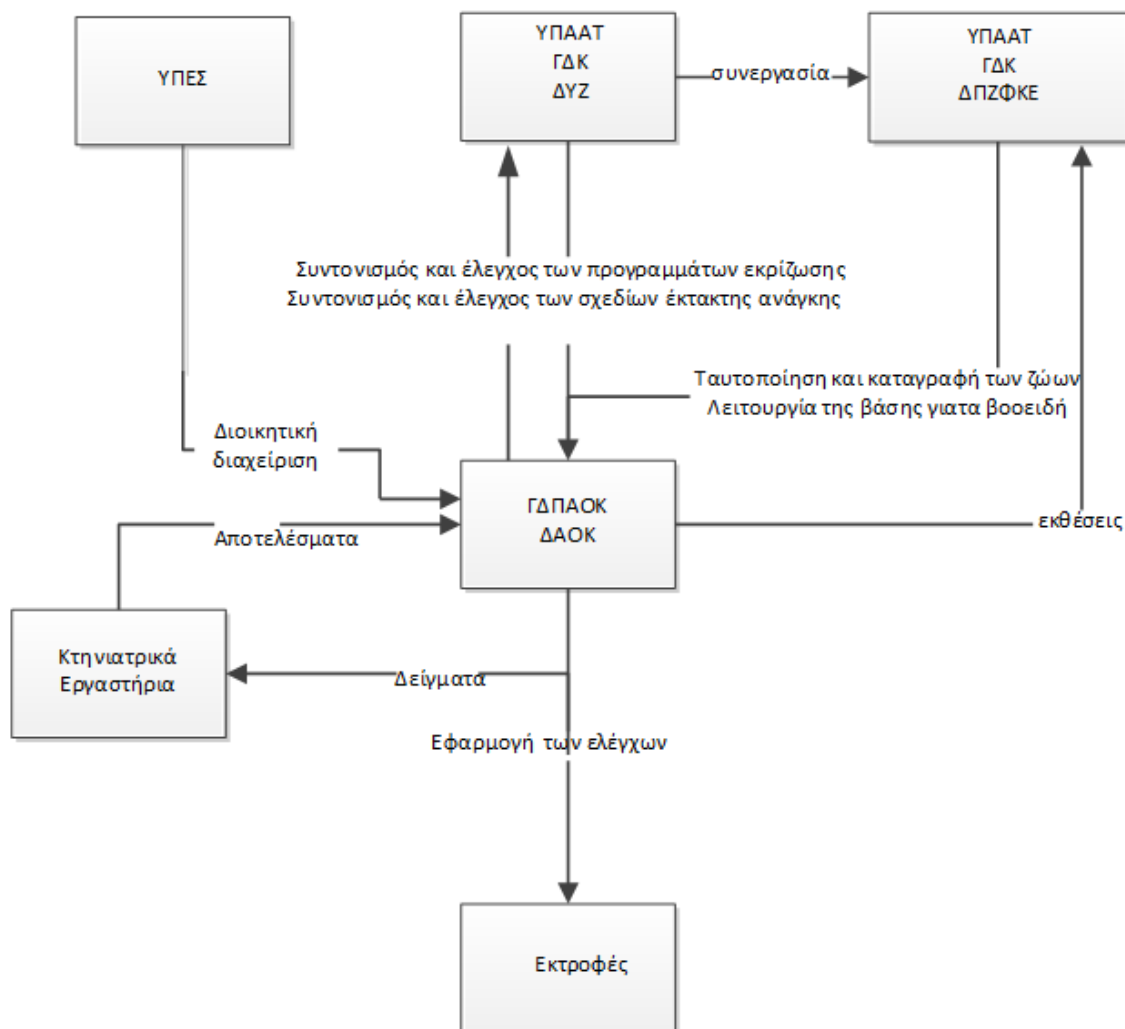 ΥΠΕΣ
ΥΠΑΑΤ
ΓΔΚ
ΔΥΖ
συνεργασία
ΥΠΑΑΤ
ΓΔΚ
ΔΠΖΦΚΕ
Συντονισμός και έλεγχος των προγραμμάτων εκρίζωσης
Συντονισμός και έλεγχος των σχεδίων έκτακτης ανάγκης
Ταυτοποίηση και καταγραφή των ζώων
Λειτουργία της βάσης γιατα βοοειδή
Διοικητική
διαχείριση
ΓΔΠΑΟΚ
ΔΑΟΚ
εκθέσεις
Αποτελέσματα
Κτηνιατρικά
Εργαστήρια
Δείγματα
Εφαρμογή των ελέγχων
Εκτροφές